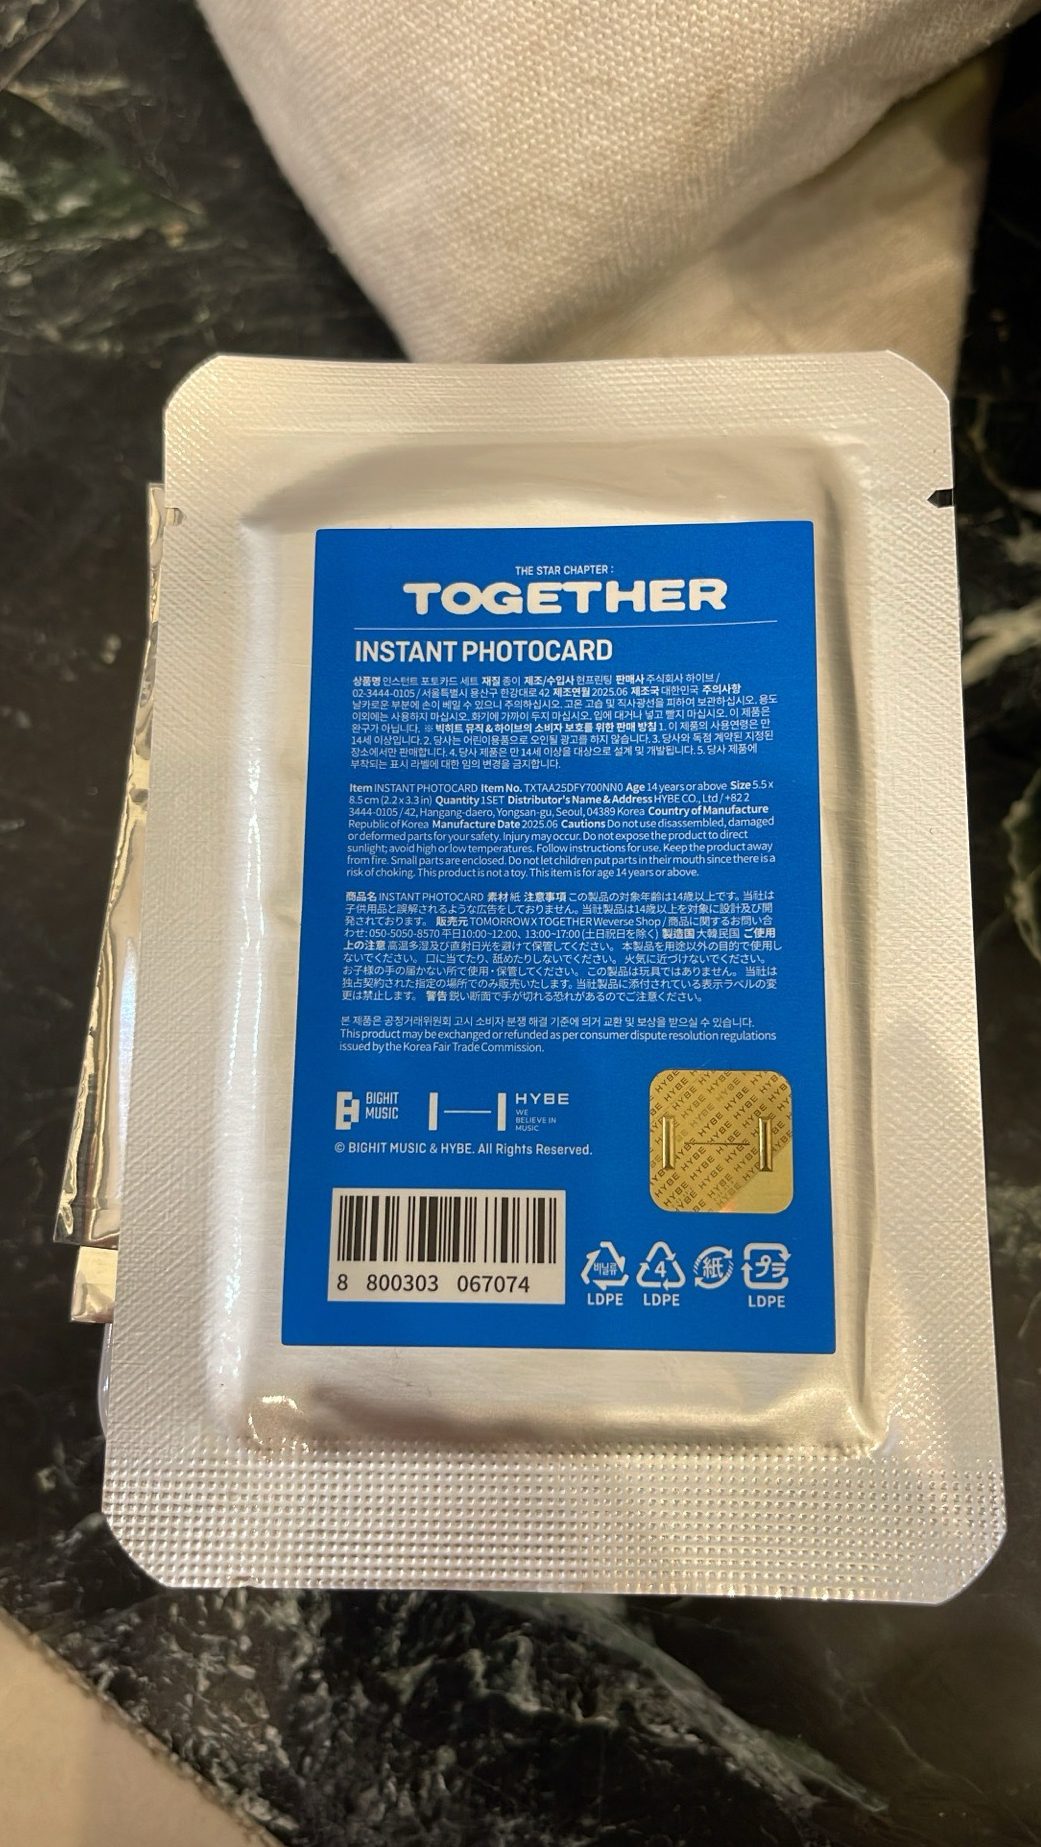 THE STAR CHAPTER :
TOGETHER
INSTANT PHOTOCARD
상품명 인스턴트 포토카드 세트 재질 종이 제조/수입사 현프린팅 판매사 주식회사 하이브 /
02-3444-0105 / 서울특별시 용산구 한강대로 42 제조연월 2025.06 제조국 대한민국 주의사항
날카로운 부분에 손이 베일 수 있으니 주의하십시오. 고온 고습 및 직사광선을 피하여 보관하십시오. 용도
이외에는 사용하지 마십시오. 화기에 가까이 두지 마십시오. 입에 대거나 넣고 빨지 마십시오. 이 제품은
완구가 아닙니다. ※ 빅히트 뮤직 & 하이브의 소비자 보호를 위한 판매 방침 1. 이 제품의 사용연령은 만
14세 이상입니다. 2. 당사는 어린이용품으로 오인될 광고를 하지 않습니다. 3. 당사와 독점 계약된 지정된
장소에서만 판매합니다. 4. 당사 제품은 만 14세 이상을 대상으로 설계 및 개발됩니다. 5. 당사 제품에
부착되는 표시 라벨에 대한 임의 변경을 금지합니다.
Item INSTANT PHOTOCARD Item No. TXTAA25DFY700NN0 Age 14 years or above Size 5.5 x
8.5 cm (2.2 x 3.3 in) Quantity 1SET Distributor's Name & Address HYBE CO., Ltd / +82 2
3444-0105 / 42, Hangang-daero, Yongsan-gu, Seoul, 04389 Korea Country of Manufacture
Republic of Korea Manufacture Date 2025.06 Cautions Do not use disassembled, damaged
or deformed parts for your safety. Injury may occur. Do not expose the product to direct
sunlight; avoid high or low temperatures. Follow instructions for use. Keep the product away
from fire. Small parts are enclosed. Do not let children put parts in their mouth since there is a
risk of choking. This product is not a toy. This item is for age 14 years or above.
商品名 INSTANT PHOTOCARD 素材 紙 注意事項 この製品の対象年齢は14歳以上です。当社は
子供用品と誤解されるような広告をしておりません。当社製品は14歳以上を対象に設計及び開
発されております。 販売元 TOMORROW X TOGETHER Weverse Shop / 商品に関するお問い合
わせ: 050-5050-8570 平日10:00~12:00、13:00~17:00 (土日祝日を除く) 製造国 大韓民国 ご使用
上の注意 高温多湿及び直射日光を避けて保管してください。 本製品を用途以外の目的で使用し
ないでください。 口に当てたり、舐めたりしないでください。 火気に近づけないでください。
お子様の手の届かない所で使用・保管してください。 この製品は玩具ではありません。 当社は
独占契約された指定の場所でのみ販売いたします。当社製品に添付されている表示ラベルの変
更は禁止します。 警告 鋭い断面で手が切れる恐れがあるのでご注意ください。
본 제품은 공정거래위원회 고시 소비자 분쟁 해결 기준에 의거 교환 및 보상을 받으실 수 있습니다.
This product may be exchanged or refunded as per consumer dispute resolution regulations
issued by the Korea Fair Trade Commission.
BIGHIT
MUSIC
HYBE
WE
BELIEVE IN
MUSIC
© BIGHIT MUSIC & HYBE. All Rights Reserved.
HYBE HYBE HYBE
8 800303 067074
비닐류 4 紙 プラ
LDPE LDPE LDPE